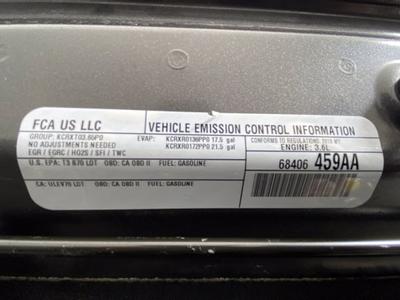 FCA US LLC
VEHICLE EMISSION CONTROL INFORMATION
GROUP: KCRXT03.65P0
EVAP: KCRXR0136PP0 17.5 gal
KCRXR0172PP0 21.5 gal
CONFORMS TO REGULATIONS: 2019 MY
NO ADJUSTMENTS NEEDED
ENGINE: 3.6L
EGR / EGRC / HO2S / SFI / TWC
68406 459AA
U.S. EPA: T3 B70 LDT OBD: CA OBD II FUEL: GASOLINE
CA: ULEV70 LDT OBD: CA OBD II FUEL: GASOLINE